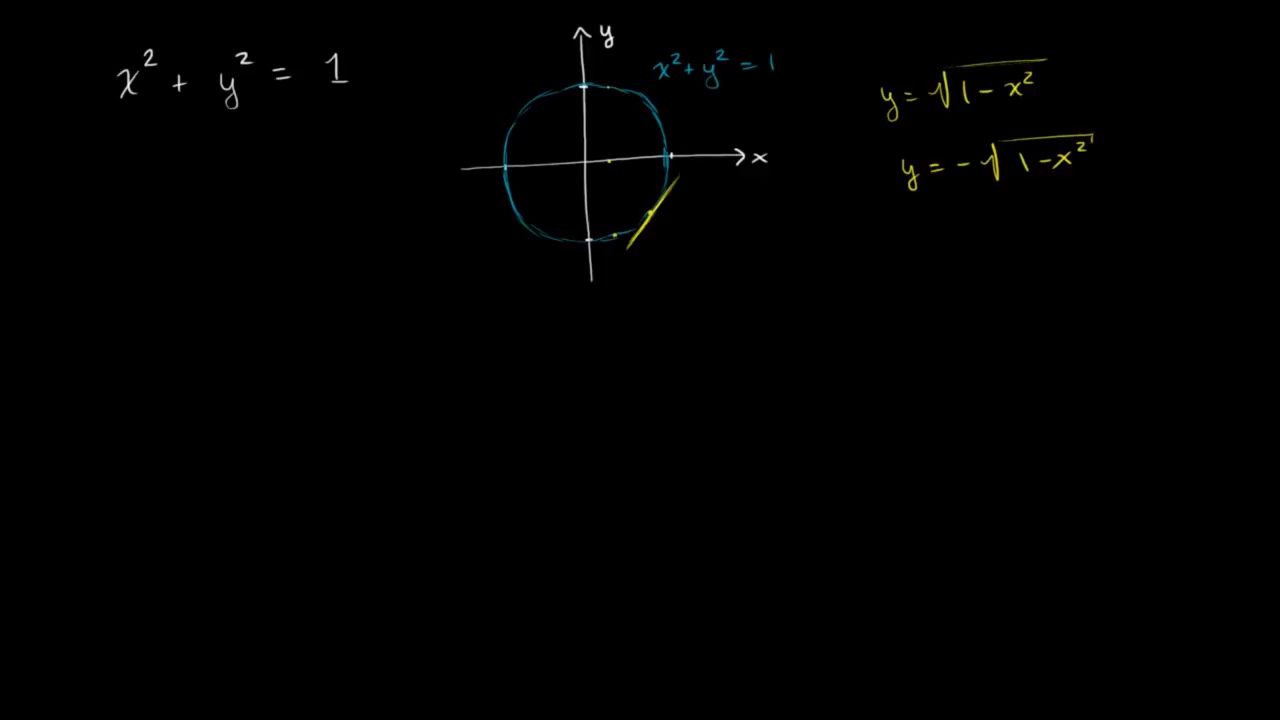 x² + y² = 1
y
x² + y² = 1
x
y = √(1 - x²)
y = -√(1 - x²)